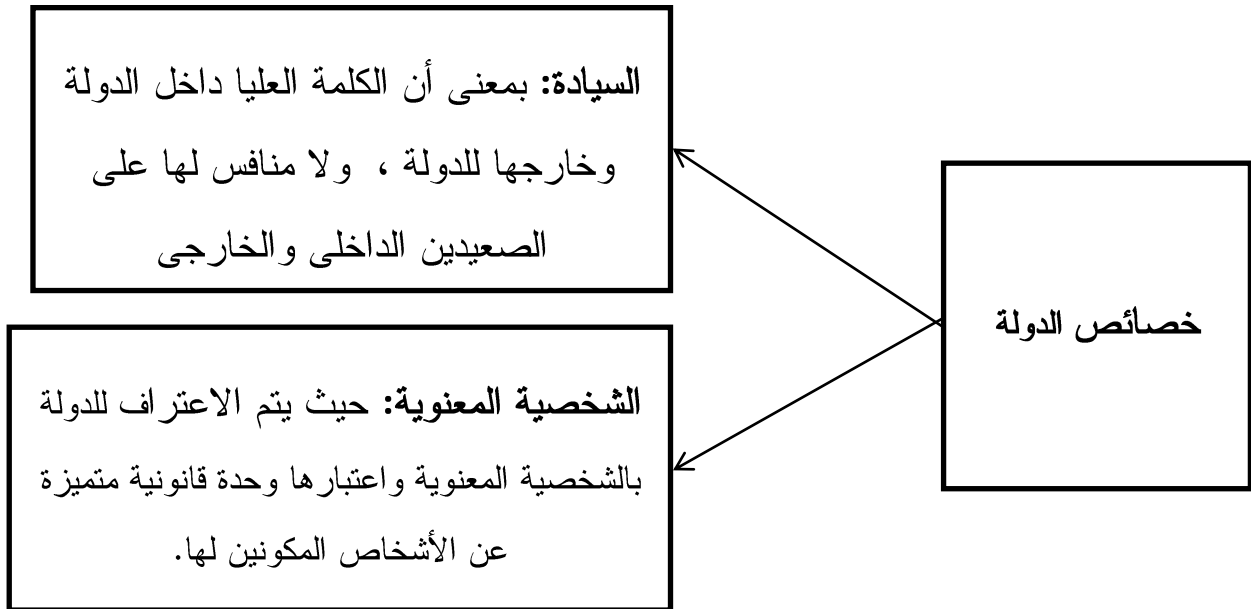 خصائص الدولة
السيادة: بمعنى أن الكلمة العليا داخل الدولة
وخارجها للدولة ، ولا منافس لها على
الصعيدين الداخلى والخارجى
الشخصية المعنوية: حيث يتم الاعتراف للدولة
بالشخصية المعنوية واعتبارها وحدة قانونية متميزة
عن الأشخاص المكونين لها.